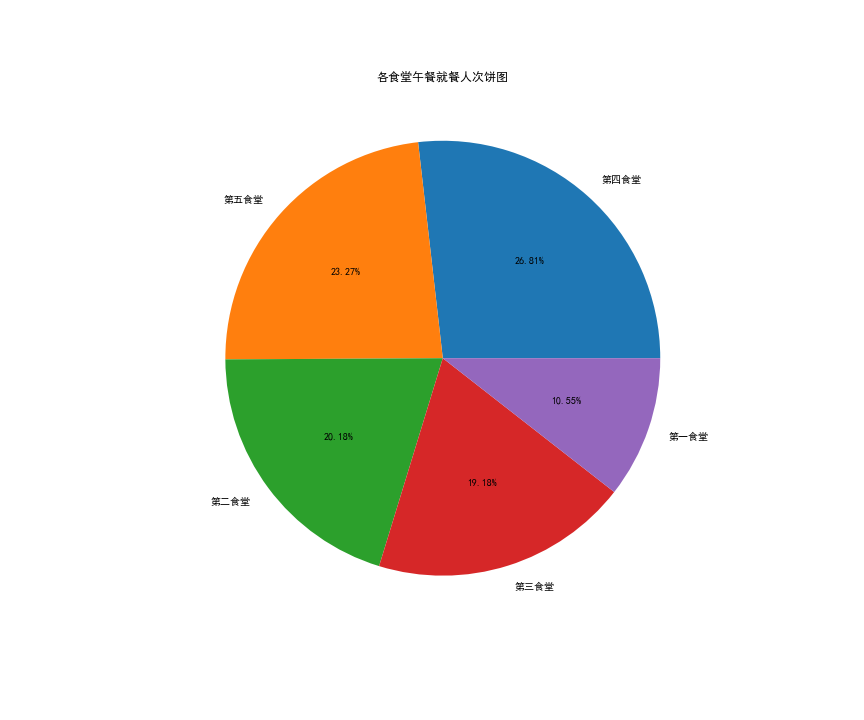 各食堂午餐就餐人次饼图
第四食堂
第五食堂
26.81%
23.27%
10.55%
20.18%
第一食堂
19.18%
第二食堂
第三食堂